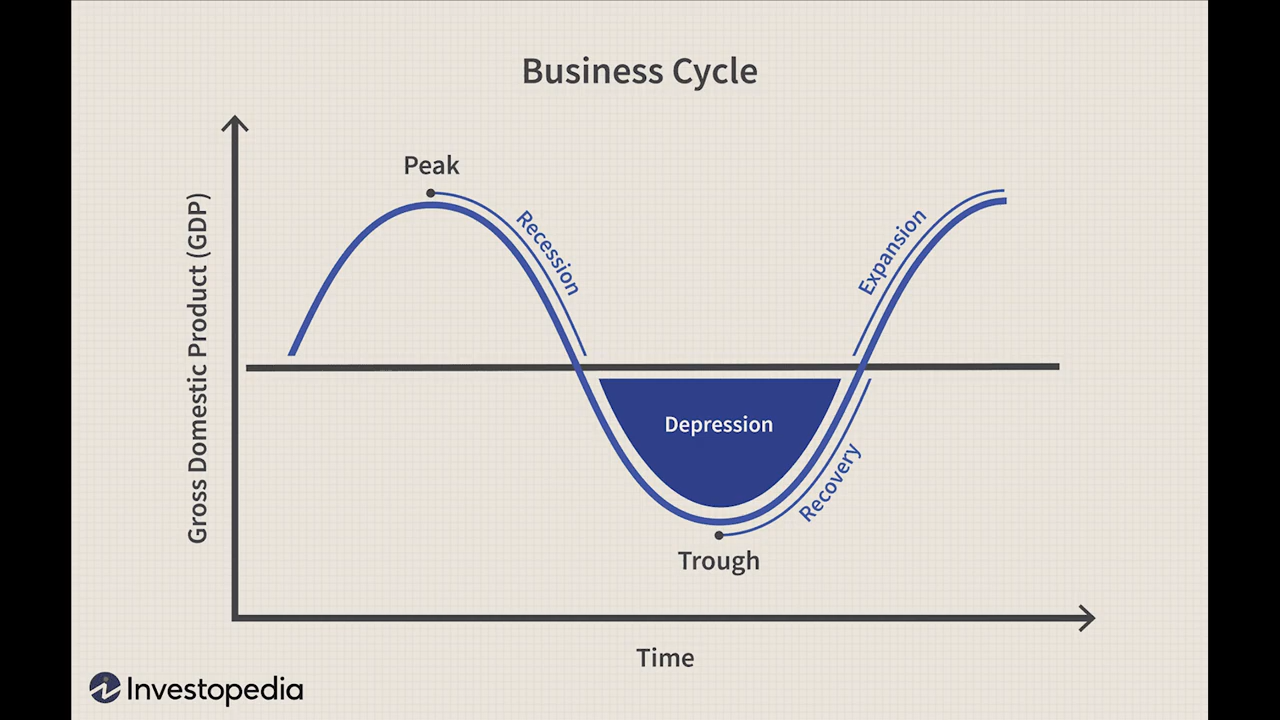 Business Cycle
Peak
Recession
Expansion
Gross Domestic Product (GDP)
Depression
Recovery
Trough
Time
Investopedia